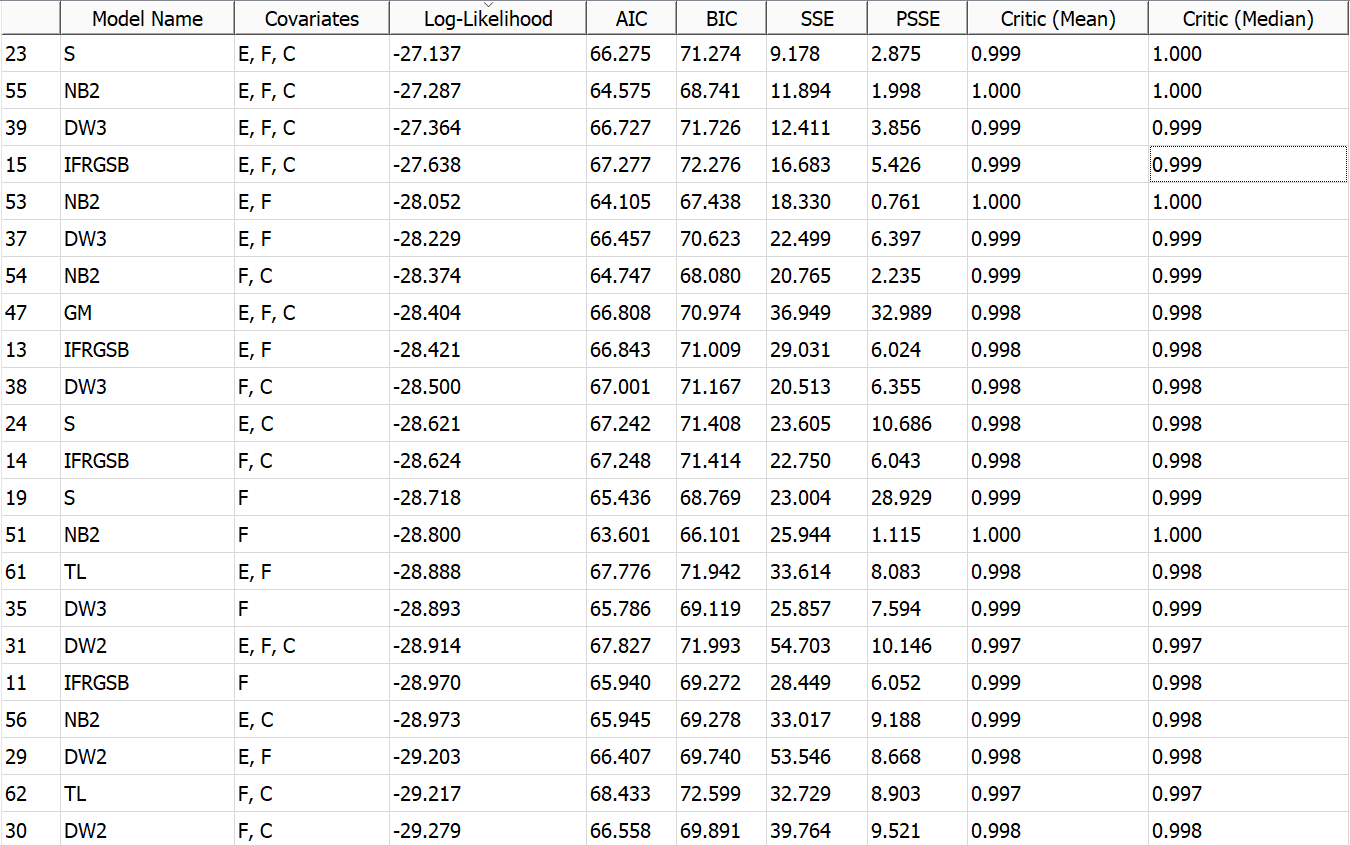 Model Name Covariates Log-Likelihood AIC BIC SSE PSSE Critic (Mean) Critic (Median)
23 S E, F, C -27.137 66.275 71.274 9.178 2.875 0.999 1.000
55 NB2 E, F, C -27.287 64.575 68.741 11.894 1.998 1.000 1.000
39 DW3 E, F, C -27.364 66.727 71.726 12.411 3.856 0.999 0.999
15 IFRGSB E, F, C -27.638 67.277 72.276 16.683 5.426 0.999 0.999
53 NB2 E, F -28.052 64.105 67.438 18.330 0.761 1.000 1.000
37 DW3 E, F -28.229 66.457 70.623 22.499 6.397 0.999 0.999
54 NB2 F, C -28.374 64.747 68.080 20.765 2.235 0.999 0.999
47 GM E, F, C -28.404 66.808 70.974 36.949 32.989 0.998 0.998
13 IFRGSB E, F -28.421 66.843 71.009 29.031 6.024 0.998 0.998
38 DW3 F, C -28.500 67.001 71.167 20.513 6.355 0.998 0.998
24 S E, C -28.621 67.242 71.408 23.605 10.686 0.998 0.998
14 IFRGSB F, C -28.624 67.248 71.414 22.750 6.043 0.998 0.998
19 S F -28.718 65.436 68.769 23.004 28.929 0.999 0.999
51 NB2 F -28.800 63.601 66.101 25.944 1.115 1.000 1.000
61 TL E, F -28.888 67.776 71.942 33.614 8.083 0.998 0.998
35 DW3 F -28.893 65.786 69.119 25.857 7.594 0.999 0.999
31 DW2 E, F, C -28.914 67.827 71.993 54.703 10.146 0.997 0.997
11 IFRGSB F -28.970 65.940 69.272 28.449 6.052 0.999 0.998
56 NB2 E, C -28.973 65.945 69.278 33.017 9.188 0.999 0.998
29 DW2 E, F -29.203 66.407 69.740 53.546 8.668 0.998 0.998
62 TL F, C -29.217 68.433 72.599 32.729 8.903 0.997 0.997
30 DW2 F, C -29.279 66.558 69.891 39.764 9.521 0.998 0.998